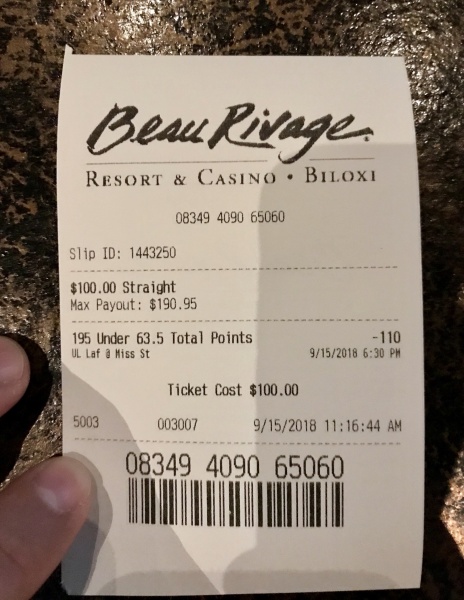 Beau Rivage
RESORT & CASINO • BILOXI
08349 4090 65060
Slip ID: 1443250
$100.00 Straight
Max Payout: $190.95
195 Under 63.5 Total Points -110
UL Laf @ Miss St 9/15/2018 6:30 PM
Ticket Cost $100.00
5003 003007 9/15/2018 11:16:44 AM
08349 4090 65060